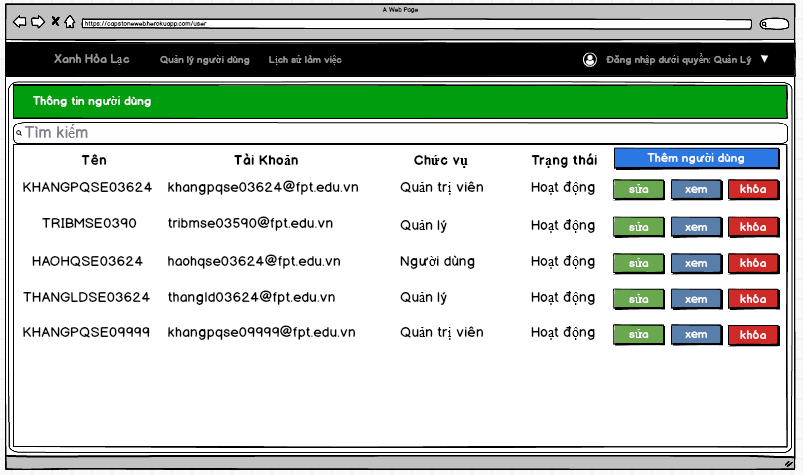 A Web Page
https://capstonewebherokuapp.com/user
Xanh Hòa Lạc Quản lý người dùng Lịch sử làm việc Đăng nhập dưới quyền: Quản Lý
Thông tin người dùng
Tìm kiếm
Tên Tài Khoản Chức vụ Trạng thái Thêm người dùng
KHANGPQSE03624 khangpqse03624@fpt.edu.vn Quản trị viên Hoạt động sửa xem khóa
TRIBMSE0390 tribmse03590@fpt.edu.vn Quản lý Hoạt động sửa xem khóa
HAOHQSE03624 haohqse03624@fpt.edu.vn Người dùng Hoạt động sửa xem khóa
THANGLDSE03624 thangld03624@fpt.edu.vn Quản lý Hoạt động sửa xem khóa
KHANGPQSE09999 khangpqse09999@fpt.edu.vn Quản trị viên Hoạt động sửa xem khóa